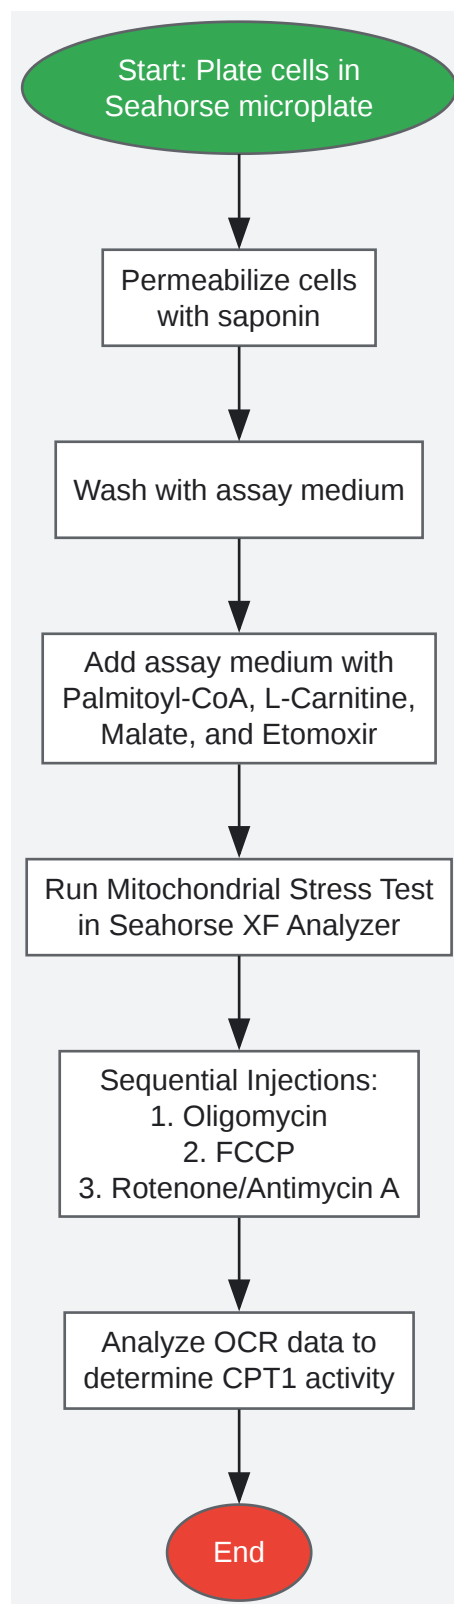 Start: Plate cells in
Seahorse microplate
Permeabilize cells
with saponin
Wash with assay medium
Add assay medium with
Palmitoyl-CoA, L-Carnitine,
Malate, and Etomoxir
Run Mitochondrial Stress Test
in Seahorse XF Analyzer
Sequential Injections:
1. Oligomycin
2. FCCP
3. Rotenone/Antimycin A
Analyze OCR data to
determine CPT1 activity
End